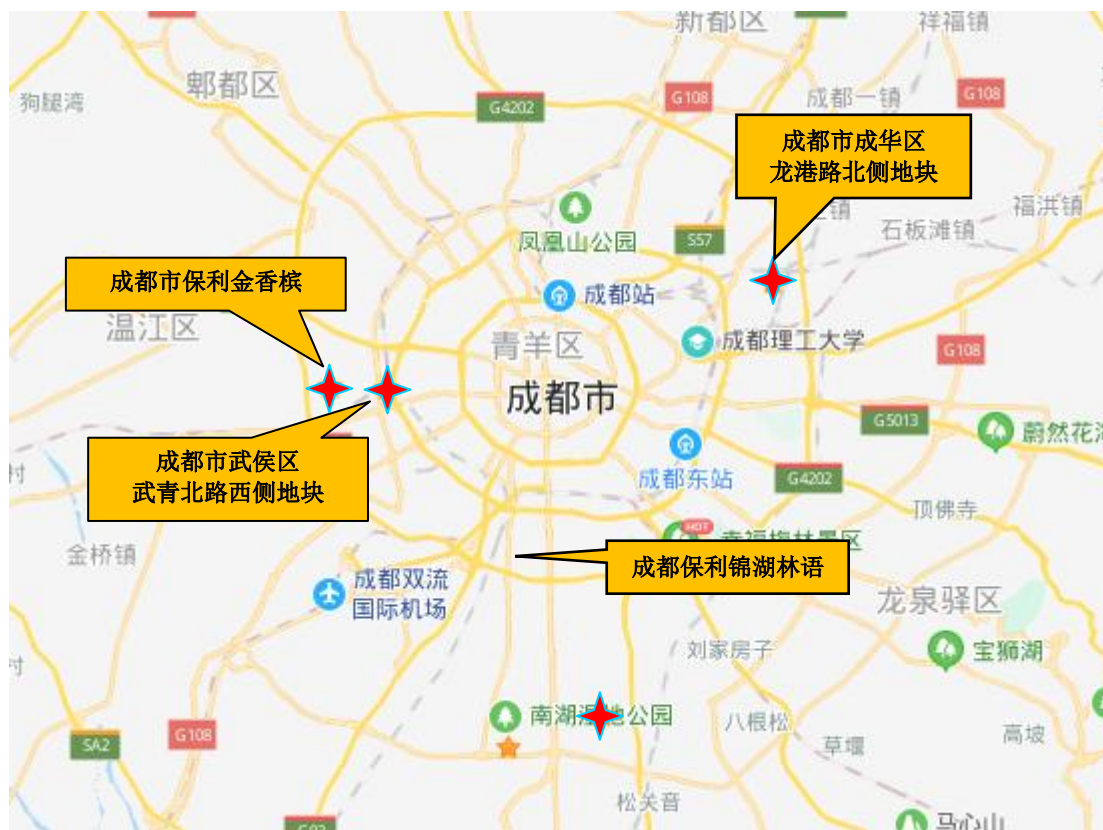 新都区
祥福镇
郫都区
狗腿湾
G4202
G108
成都一镇
G108
成都市成华区
龙港路北侧地块
福洪镇
石板滩镇
凤凰山公园
S57
成都市保利金香槟
成都站
温江区
青羊区
成都理工大学
G108
成都市
G5013
蔚然花
成都市武侯区
武青北路西侧地块
成都东站
G4202
顶佛寺
HOT
金桥镇
成都保利锦湖林语
成都双流
国际机场
龙泉驿区
刘家房子
宝狮湖
南湖湿地公园
八根松
G108
SA2
草堰
高坡
松关音
马心山